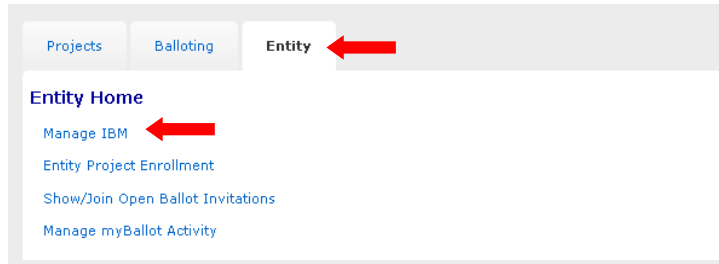 Projects Balloting Entity
Entity Home
Manage IBM
Entity Project Enrollment
Show/Join Open Ballot Invitations
Manage myBallot Activity